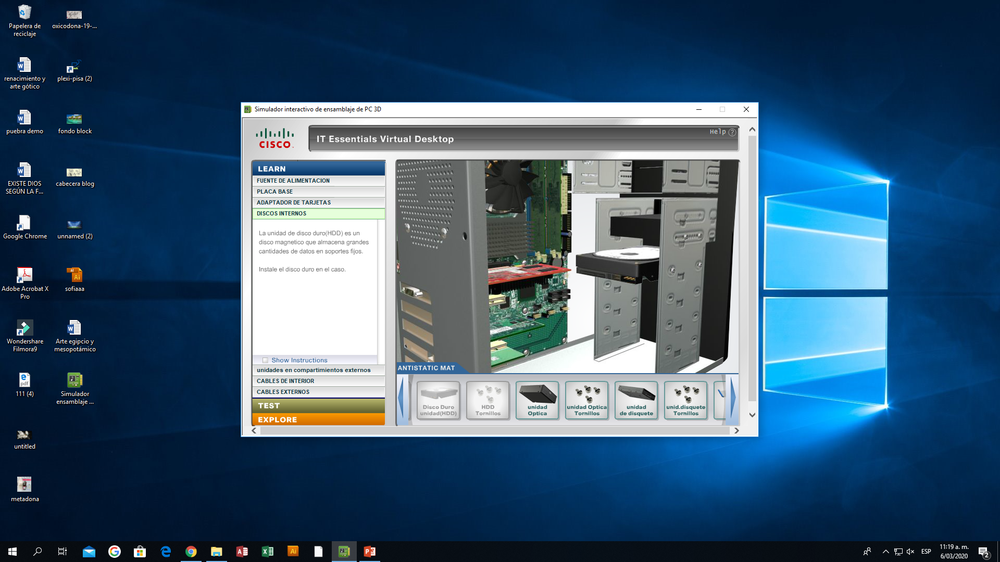 Papelera de
reciclaje
oxicodona-19-...
renacimiento y
arte gótico
plexi-pisa (2)
puebra demo
fondo block
EXISTE DIOS
SEGÚN LA F...
cabecera blog
Google Chrome
unnamed (2)
Adobe Acrobat X
Pro
sofiaaa
Wondershare
Filmora9
Arte egipcio y
mesopotámico
111 (4)
Simulador
ensamblaje ...
untitled
metadona
Simulador interactivo de ensamblaje de PC 3D
CISCO
IT Essentials Virtual Desktop
Help ?
LEARN
FUENTE DE ALIMENTACION
PLACA BASE
ADAPTADOR DE TARJETAS
DISCOS INTERNOS
La unidad de disco duro(HDD) es un
disco magnetico que almacena grandes
cantidades de datos en soportes fijos.
Instale el disco duro en el caso.
Show Instructions
unidades en compartimientos externos
CABLES DE INTERIOR
CABLES EXTERNOS
TEST
EXPLORE
ANTISTATIC MAT
Disco Duro
unidad(HDD)
HDD
Tornillos
unidad
Optica
unidad Optica
Tornillos
unidad
de disquete
unid.disquete
Tornillos
ESP
11:19 a. m.
6/03/2020
2